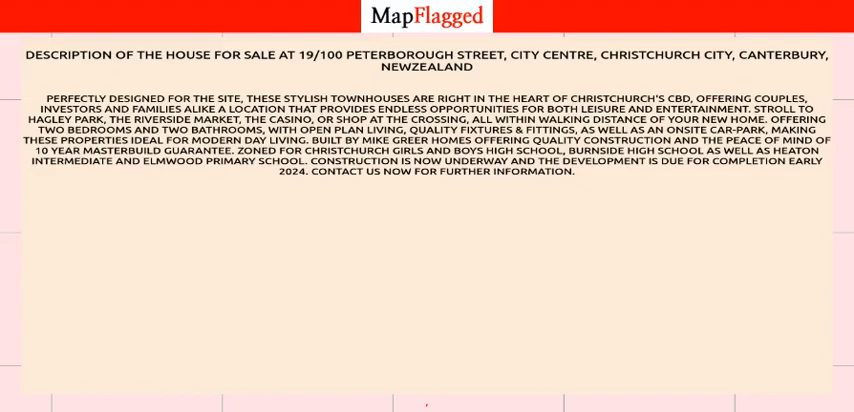 MapFlagged
DESCRIPTION OF THE HOUSE FOR SALE AT 19/100 PETERBOROUGH STREET, CITY CENTRE, CHRISTCHURCH CITY, CANTERBURY,
NEWZEALAND
PERFECTLY DESIGNED FOR THE SITE, THESE STYLISH TOWNHOUSES ARE RIGHT IN THE HEART OF CHRISTCHURCH'S CBD, OFFERING COUPLES,
INVESTORS AND FAMILIES ALIKE A LOCATION THAT PROVIDES ENDLESS OPPORTUNITIES FOR BOTH LEISURE AND ENTERTAINMENT. STROLL TO
HAGLEY PARK, THE RIVERSIDE MARKET, THE CASINO, OR SHOP AT THE CROSSING, ALL WITHIN WALKING DISTANCE OF YOUR NEW HOME. OFFERING
TWO BEDROOMS AND TWO BATHROOMS, WITH OPEN PLAN LIVING, QUALITY FIXTURES & FITTINGS, AS WELL AS AN ONSITE CAR-PARK, MAKING
THESE PROPERTIES IDEAL FOR MODERN DAY LIVING. BUILT BY MIKE GREER HOMES OFFERING QUALITY CONSTRUCTION AND THE PEACE OF MIND OF
10 YEAR MASTERBUILD GUARANTEE. ZONED FOR CHRISTCHURCH GIRLS AND BOYS HIGH SCHOOL, BURNSIDE HIGH SCHOOL AS WELL AS HEATON
INTERMEDIATE AND ELMWOOD PRIMARY SCHOOL. CONSTRUCTION IS NOW UNDERWAY AND THE DEVELOPMENT IS DUE FOR COMPLETION EARLY
2024. CONTACT US NOW FOR FURTHER INFORMATION.